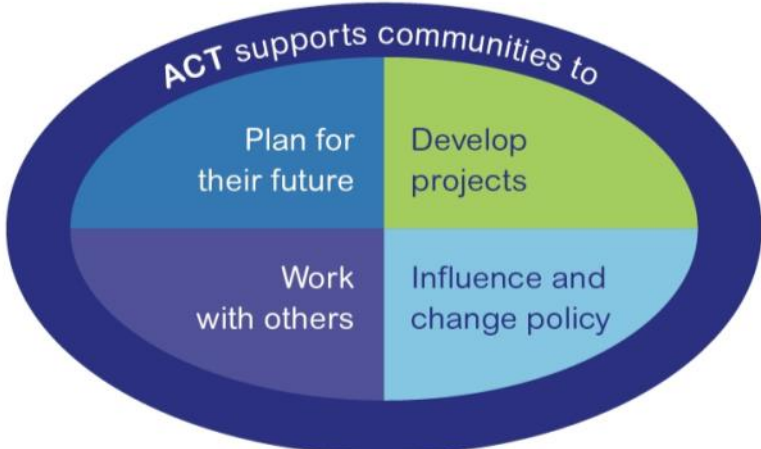 ACT supports communities to
Plan for
their future
Develop
projects
Work
with others
Influence and
change policy